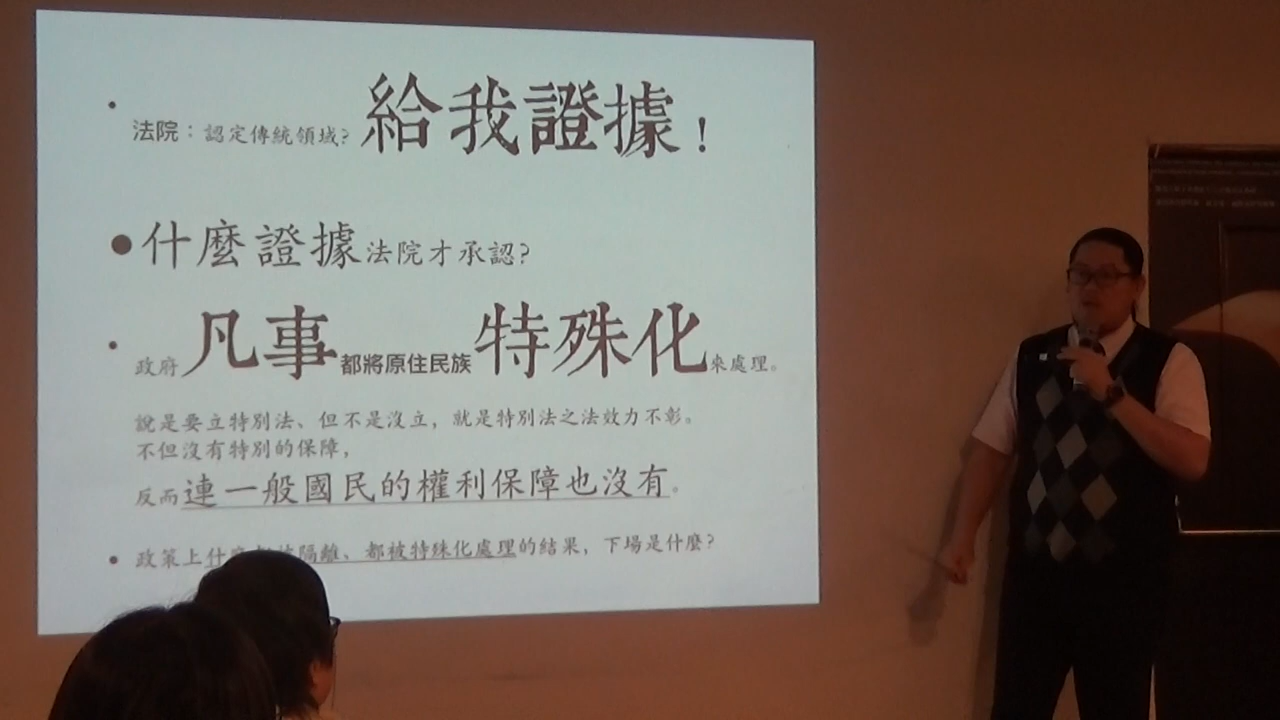 • 法院：認定傳統領域? 給我證據！
• 什麼證據法院才承認?
• 政府凡事都將原住民族特殊化來處理。
說是要立特別法、但不是沒立，就是特別法之法效力不彰。
不但沒有特別的保障，
反而連一般國民的權利保障也沒有。
• 政策上什 隔離、都被特殊化處理的結果，下場是什麼?